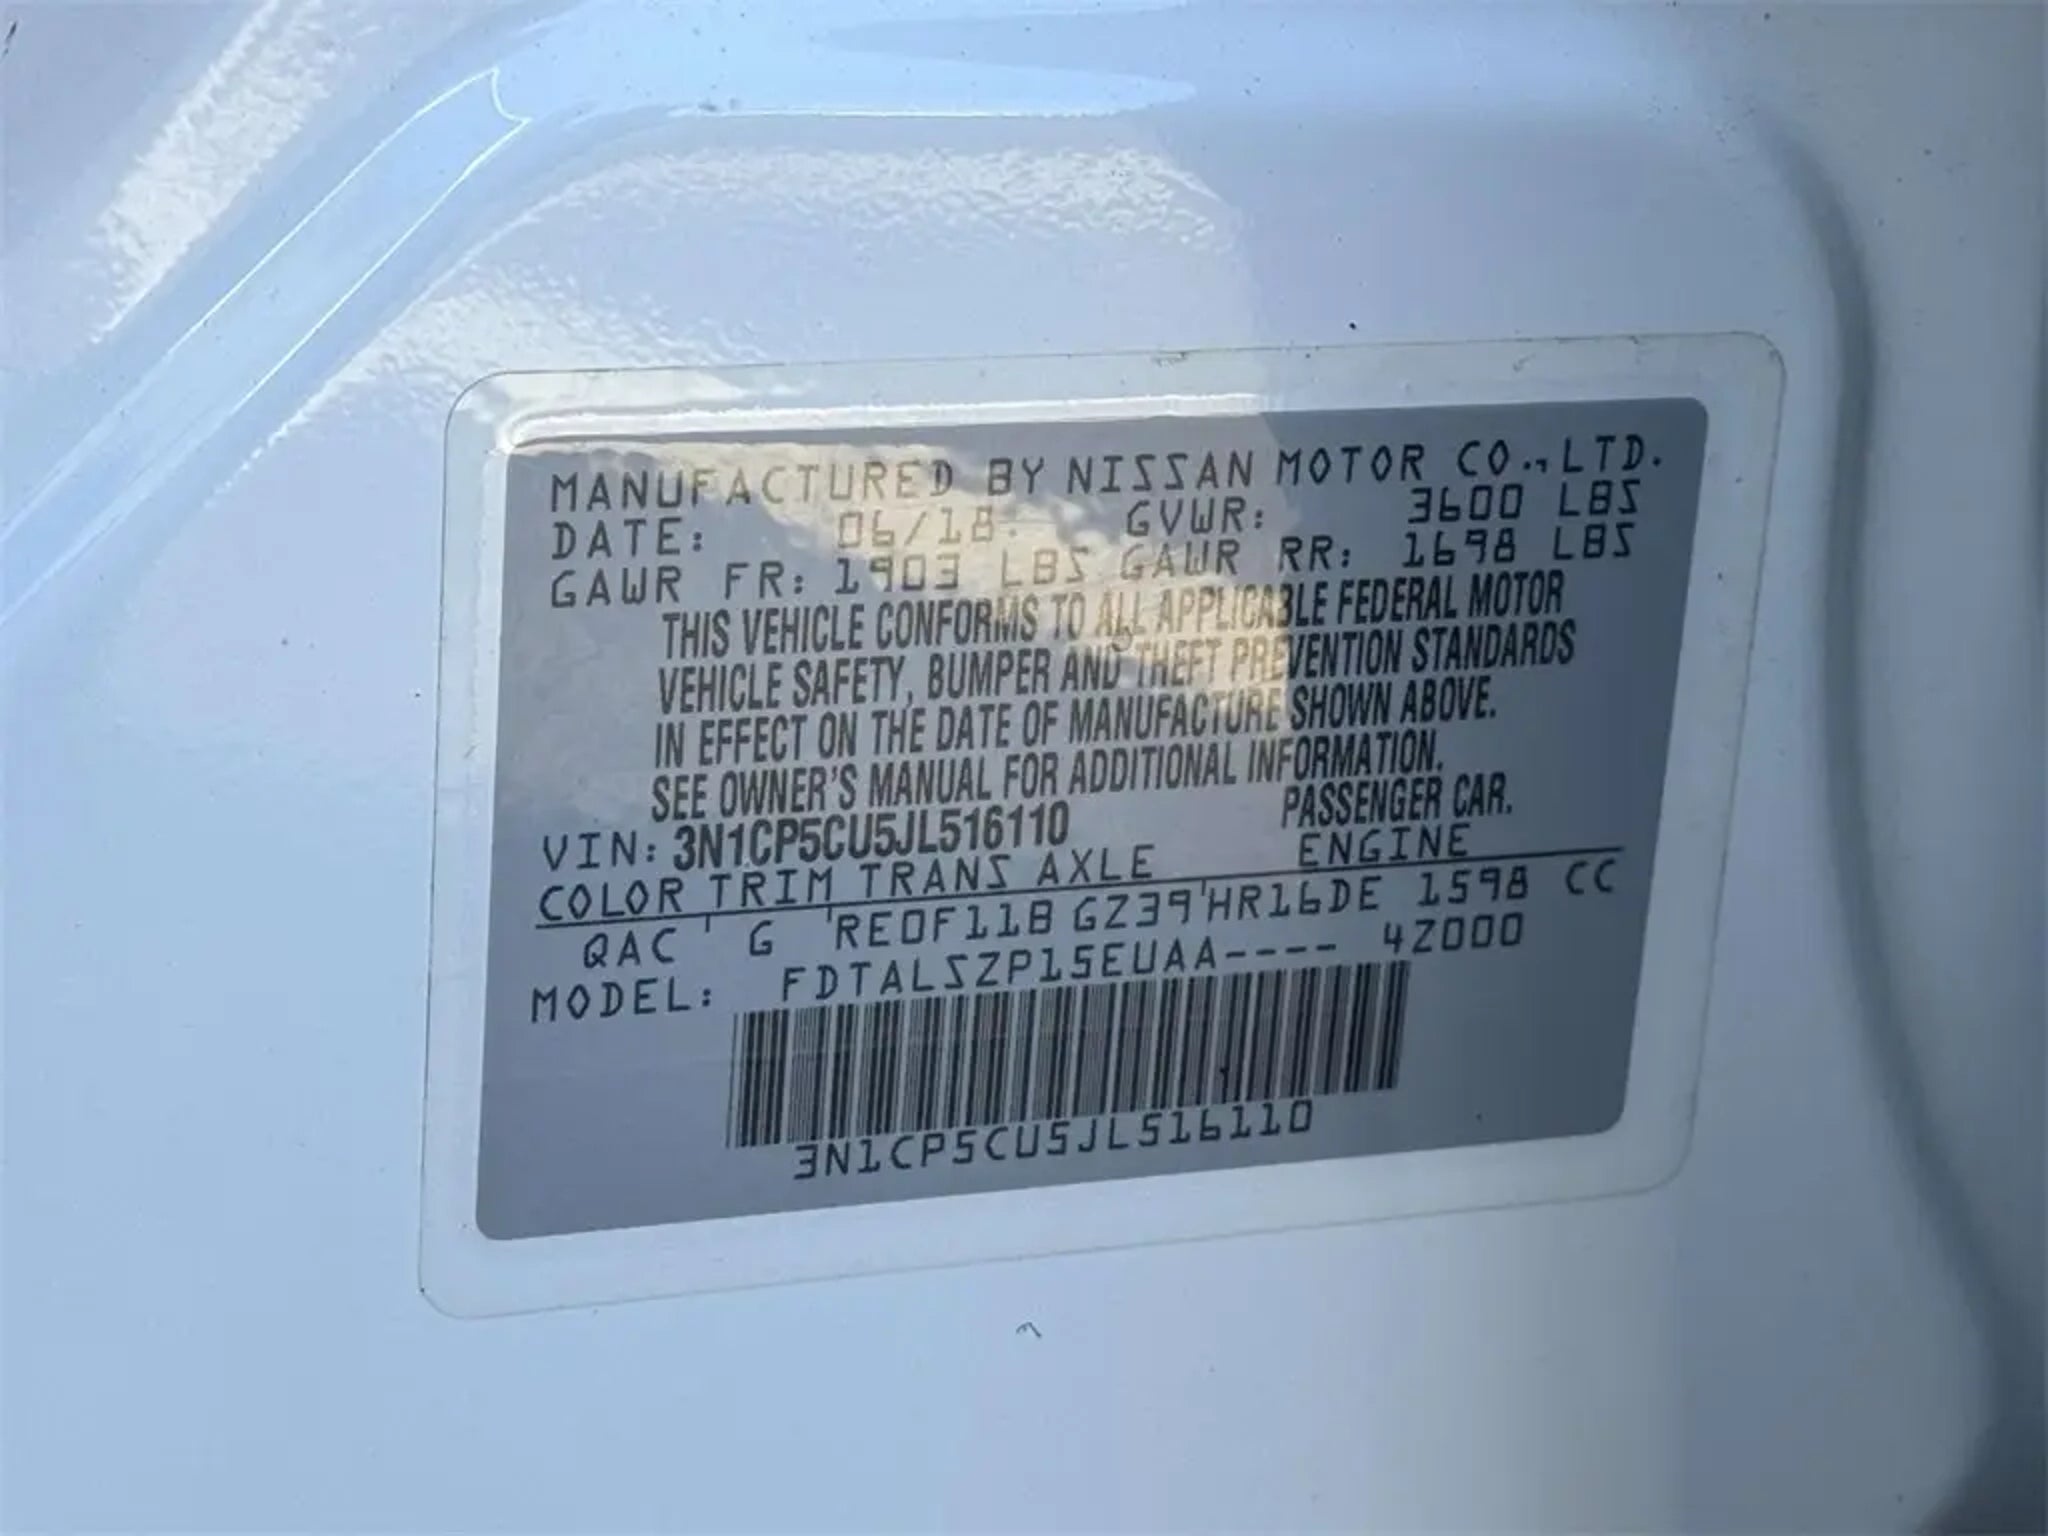 MANUFACTURED BY NISSAN MOTOR CO., LTD.
DATE: 06/18 GVWR: 3600 LBS
GAWR FR: 1903 LBS GAWR RR: 1698 LBS
THIS VEHICLE CONFORMS TO ALL APPLICABLE FEDERAL MOTOR
VEHICLE SAFETY, BUMPER AND THEFT PREVENTION STANDARDS
IN EFFECT ON THE DATE OF MANUFACTURE SHOWN ABOVE.
SEE OWNER'S MANUAL FOR ADDITIONAL INFORMATION.
VIN: 3N1CP5CU5JL516110 PASSENGER CAR.
COLOR TRIM TRANS AXLE ENGINE
QAC G RE0F11B GZ39 HR16DE 1598 CC
MODEL: FDTALSZP15EUAA---- 42000
3N1CP5CU5JL516110